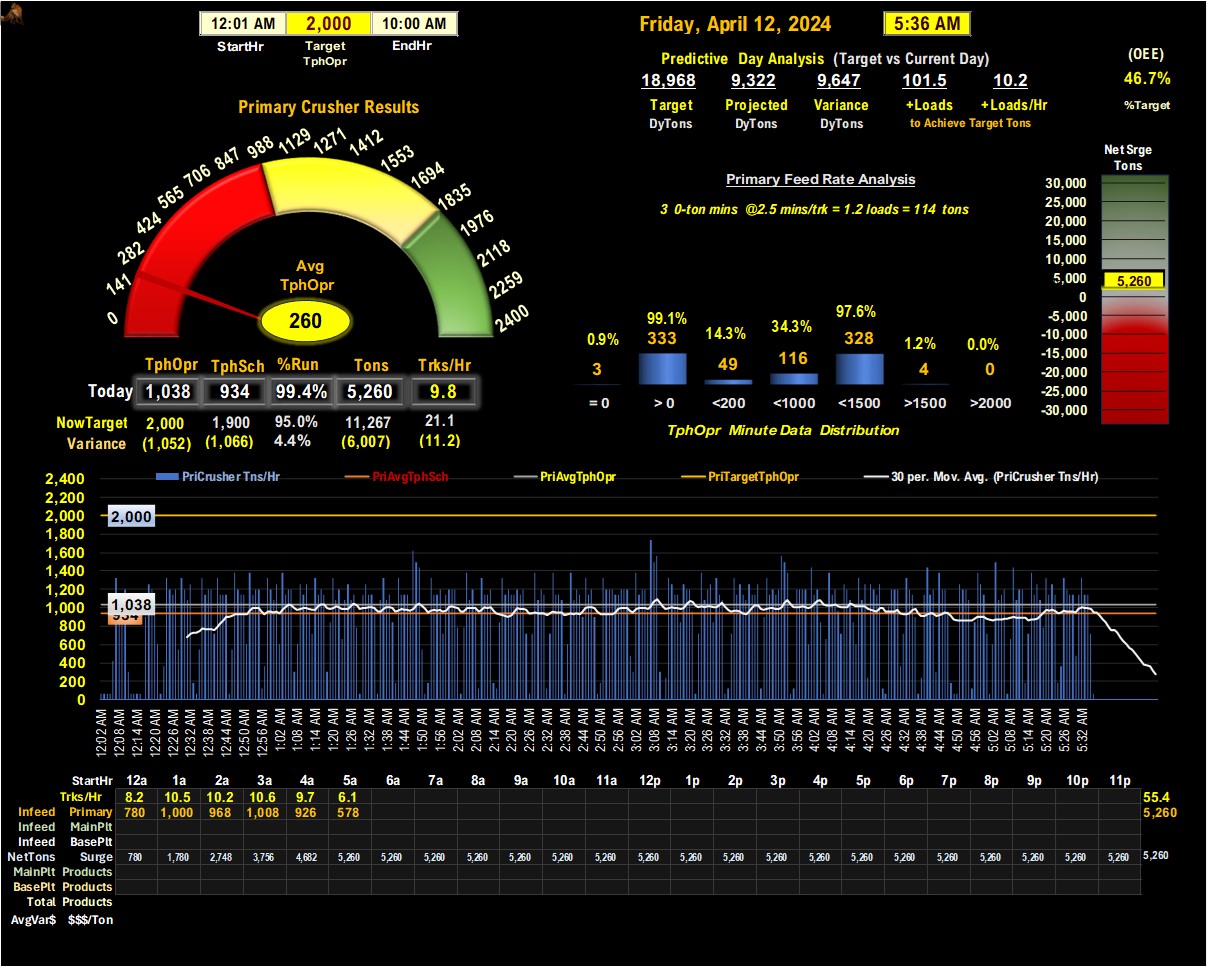 12:01 AM 2,000 10:00 AM
StartHr Target EndHr
TphOpr
Friday, April 12, 2024 5:36 AM
Predictive Day Analysis (Target vs Current Day)
18,968 9,322 9,647 101.5 10.2
Target Projected Variance +Loads +Loads/Hr
DyTons DyTons DyTons to Achieve Target Tons
(OEE)
46.7%
%Target
Primary Crusher Results
0 141 282 424 565 706 847 988 1129 1271 1412 1553 1694 1835 1976 2118 2259 2400
Avg
TphOpr
260
TphOpr TphSch %Run Tons Trks/Hr
Today 1,038 934 99.4% 5,260 9.8
NowTarget 2,000 1,900 95.0% 11,267 21.1
Variance (1,052) (1,066) 4.4% (6,007) (11.2)
Primary Feed Rate Analysis
3 0-ton mins @2.5 mins/trk = 1.2 loads = 114 tons
0.9% 99.1% 14.3% 34.3% 97.6% 1.2% 0.0%
3 333 49 116 328 4 0
= 0 > 0 <200 <1000 <1500 >1500 >2000
TphOpr Minute Data Distribution
Net Srge
Tons
30,000
25,000
20,000
15,000
10,000
5,000
5,260
0
-5,000
-10,000
-15,000
-20,000
-25,000
-30,000
PriCrusher Tns/Hr PriAvgTphSch PriAvgTphOpr PriTargetTphOpr 30 per. Mov. Avg. (PriCrusher Tns/Hr)
2,400
2,200
2,000 2,000
1,800
1,600
1,400
1,200
1,000 1,038
934
800
600
400
200
0
12:02 AM 12:08 AM 12:14 AM 12:20 AM 12:26 AM 12:32 AM 12:38 AM 12:44 AM 12:50 AM 12:56 AM 1:02 AM 1:08 AM 1:14 AM 1:20 AM 1:26 AM 1:32 AM 1:38 AM 1:44 AM 1:50 AM 1:56 AM 2:02 AM 2:08 AM 2:14 AM 2:20 AM 2:26 AM 2:32 AM 2:38 AM 2:44 AM 2:50 AM 2:56 AM 3:02 AM 3:08 AM 3:14 AM 3:20 AM 3:26 AM 3:32 AM 3:38 AM 3:44 AM 3:50 AM 3:56 AM 4:02 AM 4:08 AM 4:14 AM 4:20 AM 4:26 AM 4:32 AM 4:38 AM 4:44 AM 4:50 AM 4:56 AM 5:02 AM 5:08 AM 5:14 AM 5:20 AM 5:26 AM 5:32 AM
StartHr 12a 1a 2a 3a 4a 5a 6a 7a 8a 9a 10a 11a 12p 1p 2p 3p 4p 5p 6p 7p 8p 9p 10p 11p
Trks/Hr 8.2 10.5 10.2 10.6 9.7 6.1 55.4
Infeed Primary 780 1,000 968 1,008 926 578 5,260
Infeed MainPlt
Infeed BasePlt
NetTons Surge 780 1,780 2,748 3,756 4,682 5,260 5,260 5,260 5,260 5,260 5,260 5,260 5,260 5,260 5,260 5,260 5,260 5,260 5,260 5,260 5,260 5,260 5,260 5,260 5,260
MainPlt Products
BasePlt Products
Total Products
AvgVar$ $$$/Ton